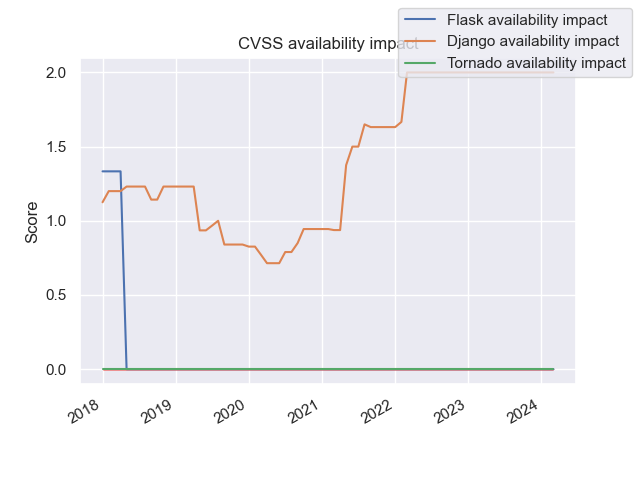 CVSS availability impact
Flask availability impact
Django availability impact
Tornado availability impact
Score
2.0
1.5
1.0
0.5
0.0
2018
2019
2020
2021
2022
2023
2024